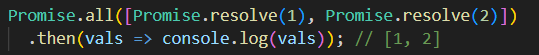 Promise.all([Promise.resolve(1), Promise.resolve(2)])
  .then(vals => console.log(vals)); // [1, 2]